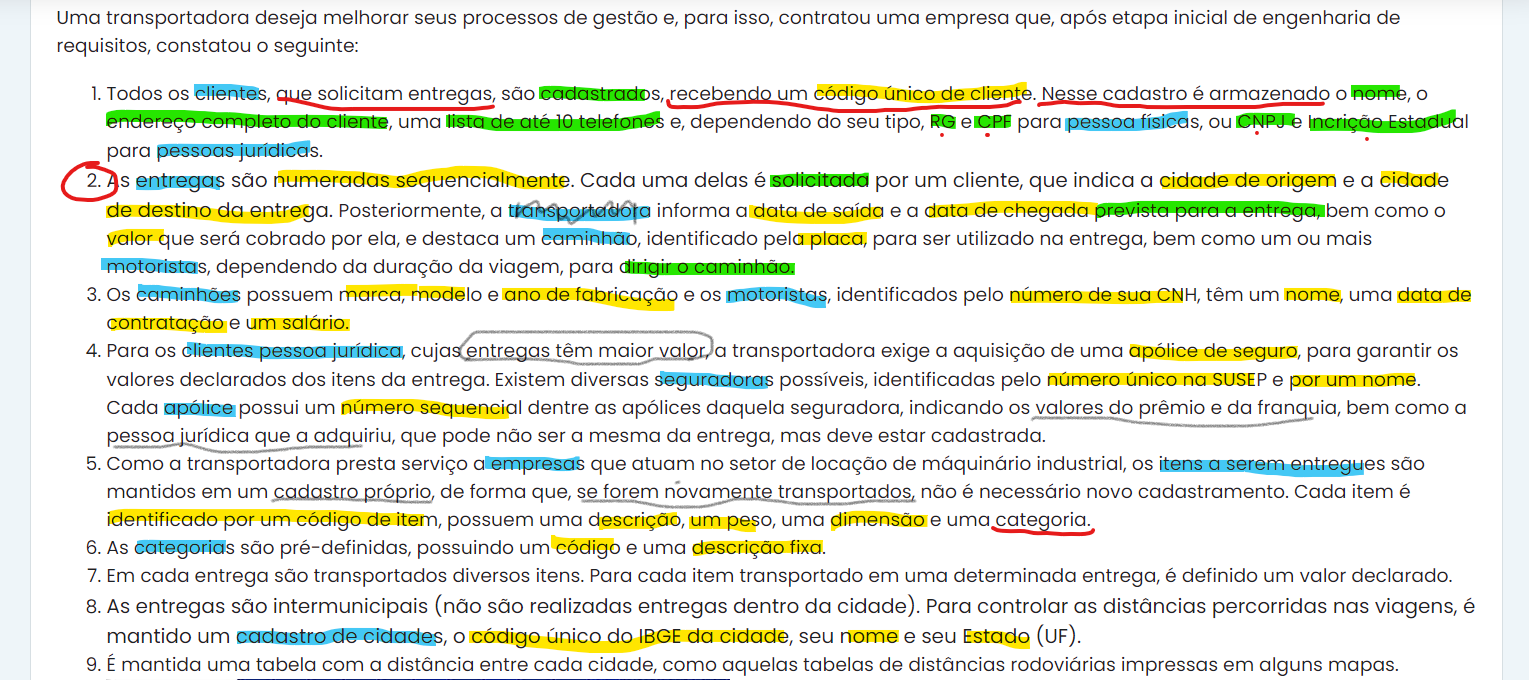 Uma transportadora deseja melhorar seus processos de gestão e, para isso, contratou uma empresa que, após etapa inicial de engenharia de
requisitos, constatou o seguinte:
1. Todos os clientes, que solicitam entregas, são cadastrados, recebendo um código único de cliente. Nesse cadastro é armazenado o nome, o
endereço completo do cliente, uma lista de até 10 telefones e, dependendo do seu tipo, RG e CPF para pessoa físicas, ou CNPJ e Incrição Estadual
para pessoas jurídicas.
2. As entregas são numeradas sequencialmente. Cada uma delas é solicitada por um cliente, que indica a cidade de origem e a cidade
de destino da entrega. Posteriormente, a transportadora informa a data de saída e a data de chegada prevista para a entrega, bem como o
valor que será cobrado por ela, e destaca um caminhão, identificado pela placa, para ser utilizado na entrega, bem como um ou mais
motoristas, dependendo da duração da viagem, para dirigir o caminhão.
3. Os caminhões possuem marca, modelo e ano de fabricação e os motoristas, identificados pelo número de sua CNH, têm um nome, uma data de
contratação e um salário.
4. Para os clientes pessoa jurídica, cujas entregas têm maior valor, a transportadora exige a aquisição de uma apólice de seguro, para garantir os
valores declarados dos itens da entrega. Existem diversas seguradoras possíveis, identificadas pelo número único na SUSEP e por um nome.
Cada apólice possui um número sequencial dentre as apólices daquela seguradora, indicando os valores do prêmio e da franquia, bem como a
pessoa jurídica que a adquiriu, que pode não ser a mesma da entrega, mas deve estar cadastrada.
5. Como a transportadora presta serviço a empresas que atuam no setor de locação de máquinário industrial, os itens a serem entregues são
mantidos em um cadastro próprio, de forma que, se forem novamente transportados, não é necessário novo cadastramento. Cada item é
identificado por um código de item, possuem uma descrição, um peso, uma dimensão e uma categoria.
6. As categorias são pré-definidas, possuindo um código e uma descrição fixa.
7. Em cada entrega são transportados diversos itens. Para cada item transportado em uma determinada entrega, é definido um valor declarado.
8. As entregas são intermunicipais (não são realizadas entregas dentro da cidade). Para controlar as distâncias percorridas nas viagens, é
mantido um cadastro de cidades, o código único do IBGE da cidade, seu nome e seu Estado (UF).
9. É mantida uma tabela com a distância entre cada cidade, como aquelas tabelas de distâncias rodoviárias impressas em alguns mapas.